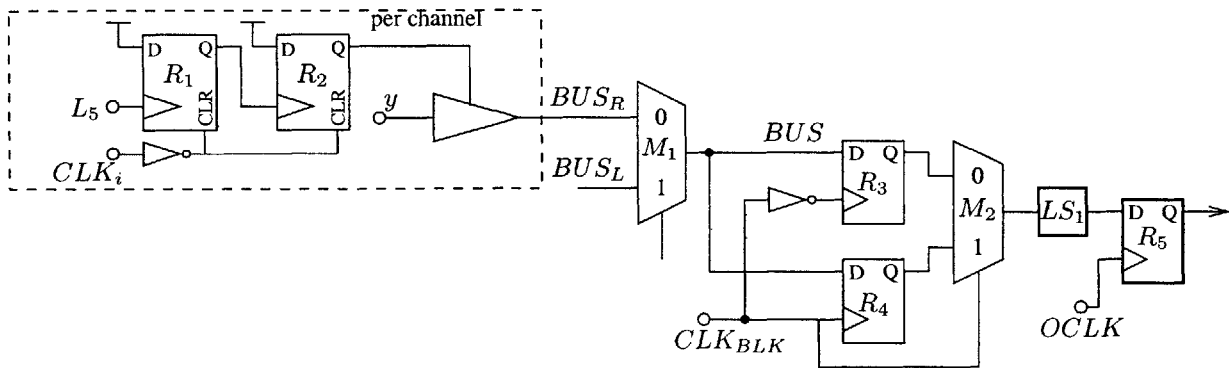 per channel
D Q
R1
CLR
D Q
R2
CLR
L5
CLKi
y
BUSR
BUSL
0
M1
1
BUS
D Q
R3
D Q
R4
CLKBLK
0
M2
1
LS1
D Q
R5
OCLK